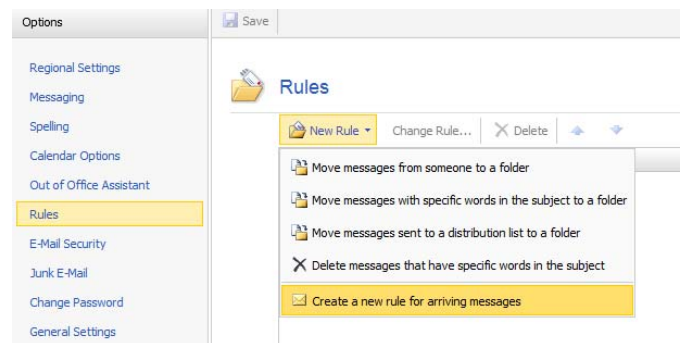 Options
Save
Regional Settings
Messaging
Spelling
Calendar Options
Out of Office Assistant
Rules
E-Mail Security
Junk E-Mail
Change Password
General Settings
Rules
New Rule Change Rule... Delete
Move messages from someone to a folder
Move messages with specific words in the subject to a folder
Move messages sent to a distribution list to a folder
Delete messages that have specific words in the subject
Create a new rule for arriving messages